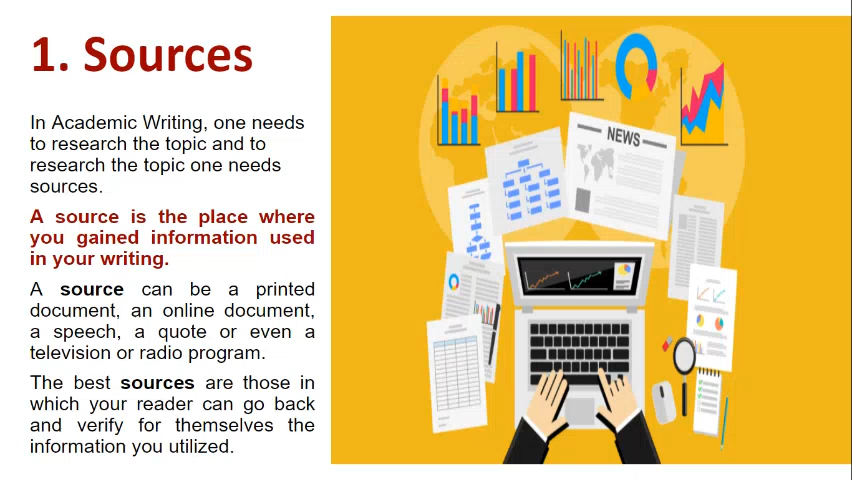 1. Sources
In Academic Writing, one needs
to research the topic and to
research the topic one needs
sources.
A source is the place where
you gained information used
in your writing.
A source can be a printed
document, an online document,
a speech, a quote or even a
television or radio program.
The best sources are those in
which your reader can go back
and verify for themselves the
information you utilized.
NEWS